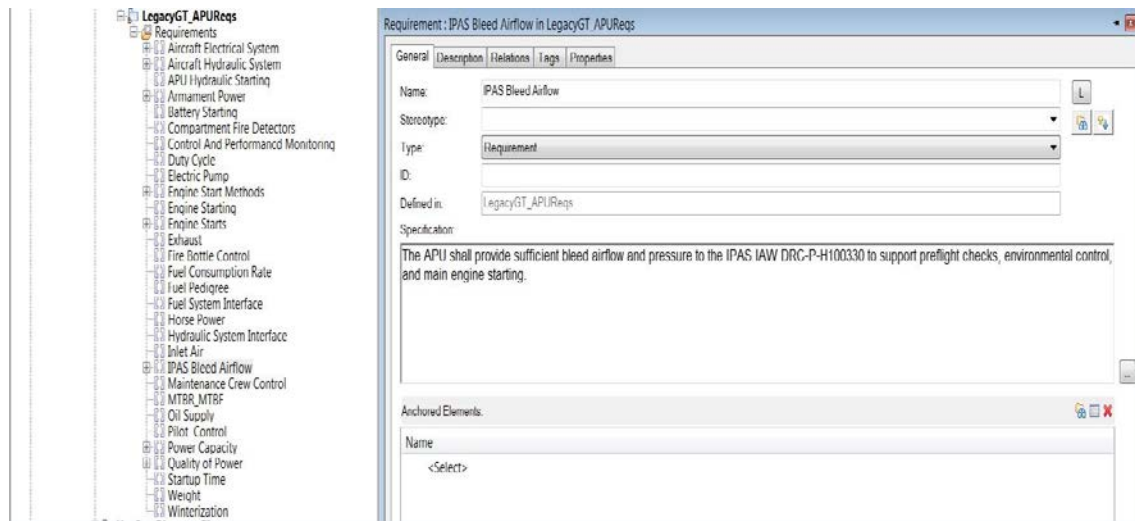 LegacyGT_APUReqs
Requirements
Aircraft Electrical System
Aircraft Hydraulic System
APU Hydraulic Starting
Armament Power
Battery Starting
Compartment Fire Detectors
Control And Performancd Monitoring
Duty Cycle
Electric Pump
Engine Start Methods
Engine Starting
Engine Starts
Exhaust
Fire Bottle Control
Fuel Consumption Rate
Fuel Pedigree
Fuel System Interface
Horse Power
Hydraulic System Interface
Inlet Air
IPAS Bleed Airflow
Maintenance Crew Control
MTBR_MTBF
Oil Supply
Pilot Control
Power Capacity
Quality of Power
Startup Time
Weight
Winterization
Requirement : IPAS Bleed Airflow in LegacyGT_APUReqs
General Description Relations Tags Properties
Name: IPAS Bleed Airflow L
Stereotype:
Type: Requirement
ID:
Defined in: LegacyGT_APUReqs
Specification:
The APU shall provide sufficient bleed airflow and pressure to the IPAS IAW DRC-P-H100330 to support preflight checks, environmental control,
and main engine starting.
...
Anchored Elements:
Name
<Select>